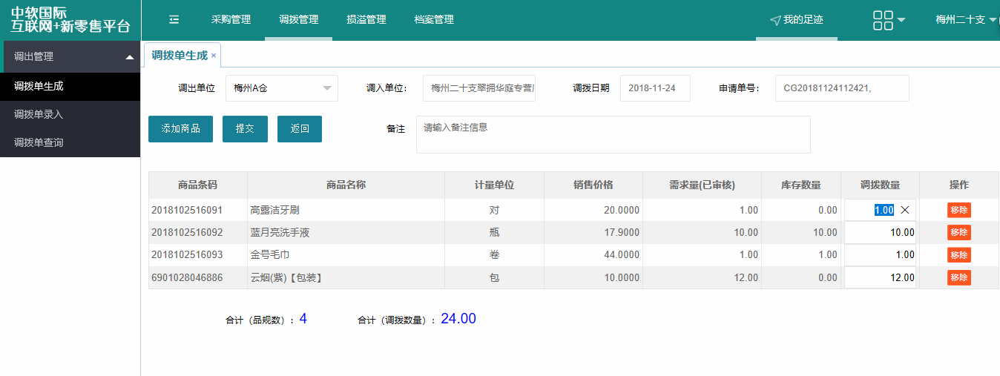 中软国际
互联网+新零售平台
采购管理 调拨管理 损溢管理 档案管理 我的足迹 梅州二十支
调出管理
调拨单生成
调拨单录入
调拨单查询
调拨单生成 ×
调出单位 梅州A仓 调入单位: 梅州二十支翠拥华庭专营 调拨日期 2018-11-24 申请单号: CG20181124112421,
添加商品 提交 返回 备注 请输入备注信息
商品条码 商品名称 计量单位 销售价格 需求量(已审核) 库存数量 调拨数量 操作
2018102516091 高露洁牙刷 对 20.0000 1.00 0.00 1.00 移除
2018102516092 蓝月亮洗手液 瓶 17.9000 10.00 10.00 10.00 移除
2018102516093 金号毛巾 卷 44.0000 1.00 1.00 1.00 移除
6901028046886 云烟(紫)【包装】 包 10.0000 12.00 0.00 12.00 移除
合计（品规数）: 4 合计（调拨数量）: 24.00